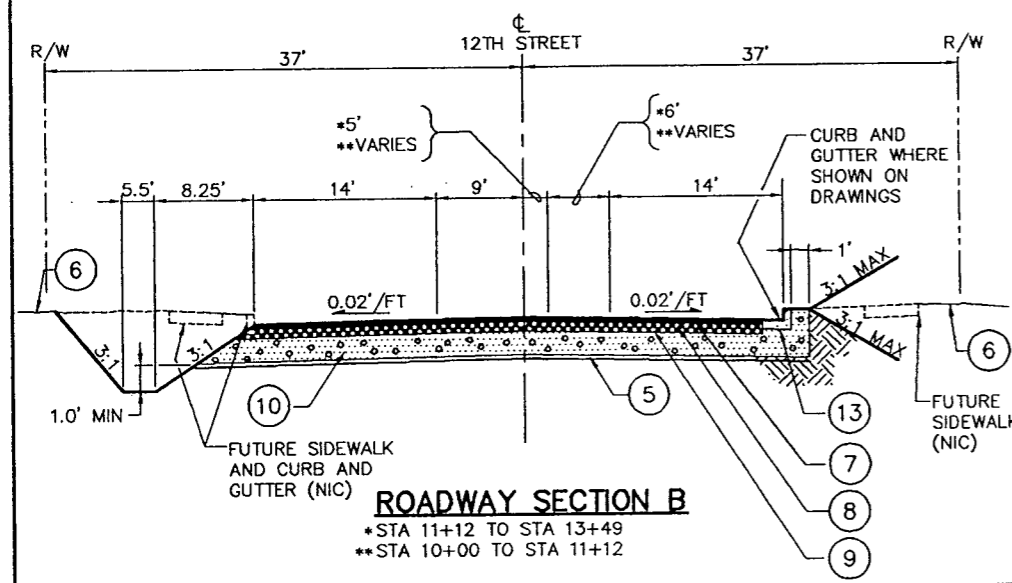 ℄
12TH STREET
R/W
R/W
37'
37'
*5'
**VARIES
*6'
**VARIES
CURB AND
GUTTER WHERE
SHOWN ON
DRAWINGS
5.5'
8.25'
14'
9'
14'
1'
6
0.02'/FT
0.02'/FT
3:1 MAX
3:1 MAX
6
3:1
3:1
1.0' MIN
10
5
13
FUTURE SIDEWALK
AND CURB AND
GUTTER (NIC)
FUTURE
SIDEWALK
(NIC)
7
8
9
ROADWAY SECTION B
*STA 11+12 TO STA 13+49
**STA 10+00 TO STA 11+12